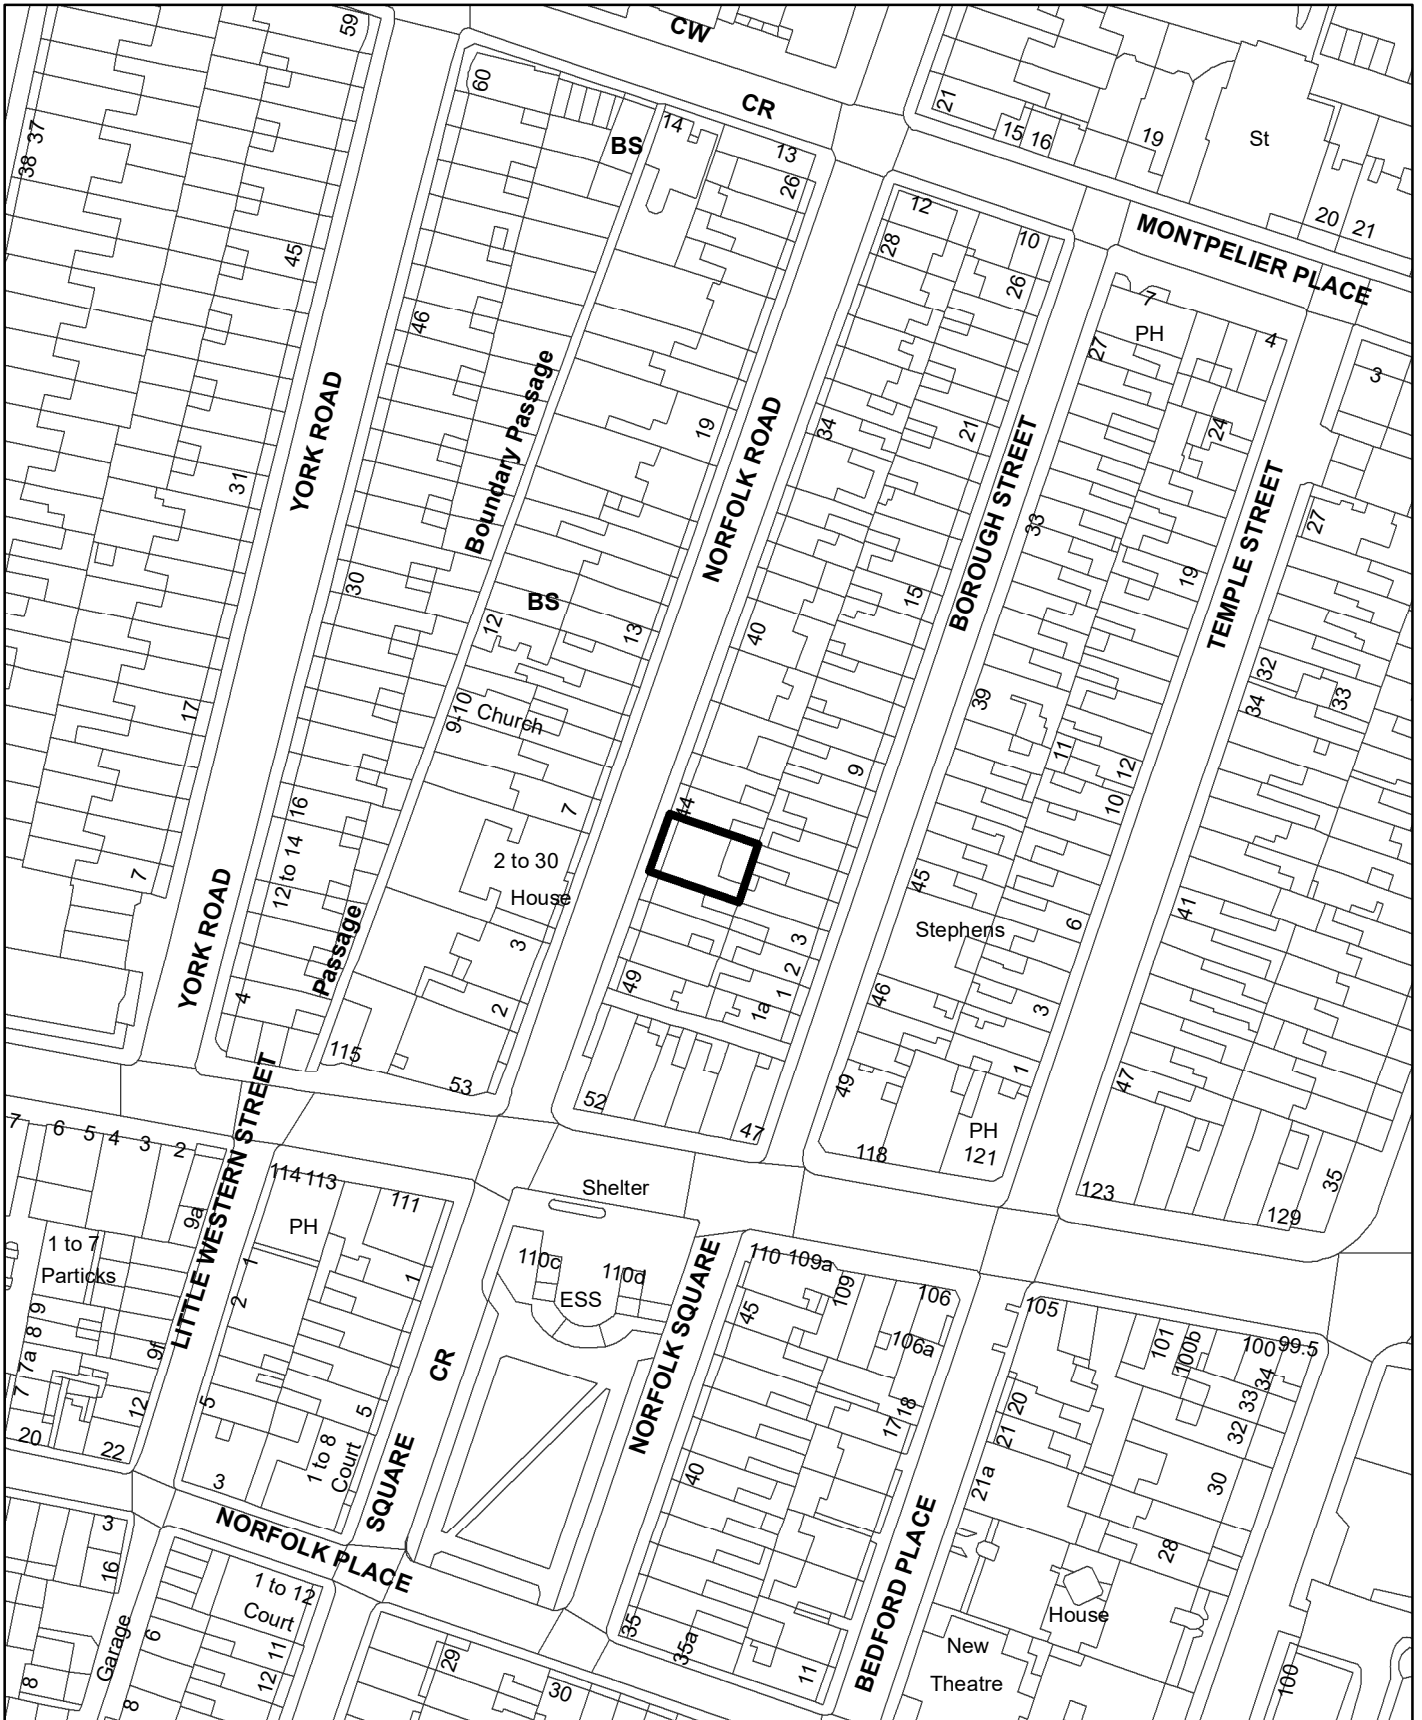 59
CW
60
CR
21
15
16
19
St
37
38
BS
14
13
26
20
21
12
28
10
26
MONTPELIER PLACE
45
46
7
PH
27
4
3
YORK ROAD
Boundary Passage
19
NORFOLK ROAD
34
21
24
BOROUGH STREET
33
TEMPLE STREET
27
31
30
BS
12
13
40
15
19
32
34
33
17
9-10
Church
39
11
12
10
9
44
16
7
12 to 14
2 to 30
House
7
45
Stephens
6
41
YORK ROAD
Passage
3
3
2
1
1a
49
46
3
4
2
115
53
52
47
49
1
47
118
PH
121
123
129
35
7
6
5
4
3
2
LITTLE WESTERN STREET
114
113
111
PH
Shelter
110c
110d
ESS
NORFOLK SQUARE
110
109a
109
106
106a
105
101
100b
100
99.5
9a
1 to 7
Particks
9
8
7a
7
9f
12
20
22
1
2
5
3
1
5
1 to 8
Court
CR
SQUARE
45
40
17
18
20
21
21a
34
33
32
30
28
NORFOLK PLACE
3
16
1 to 12
Court
11
12
Garage
6
8
8
29
30
35
35a
11
BEDFORD PLACE
House
New
Theatre
100